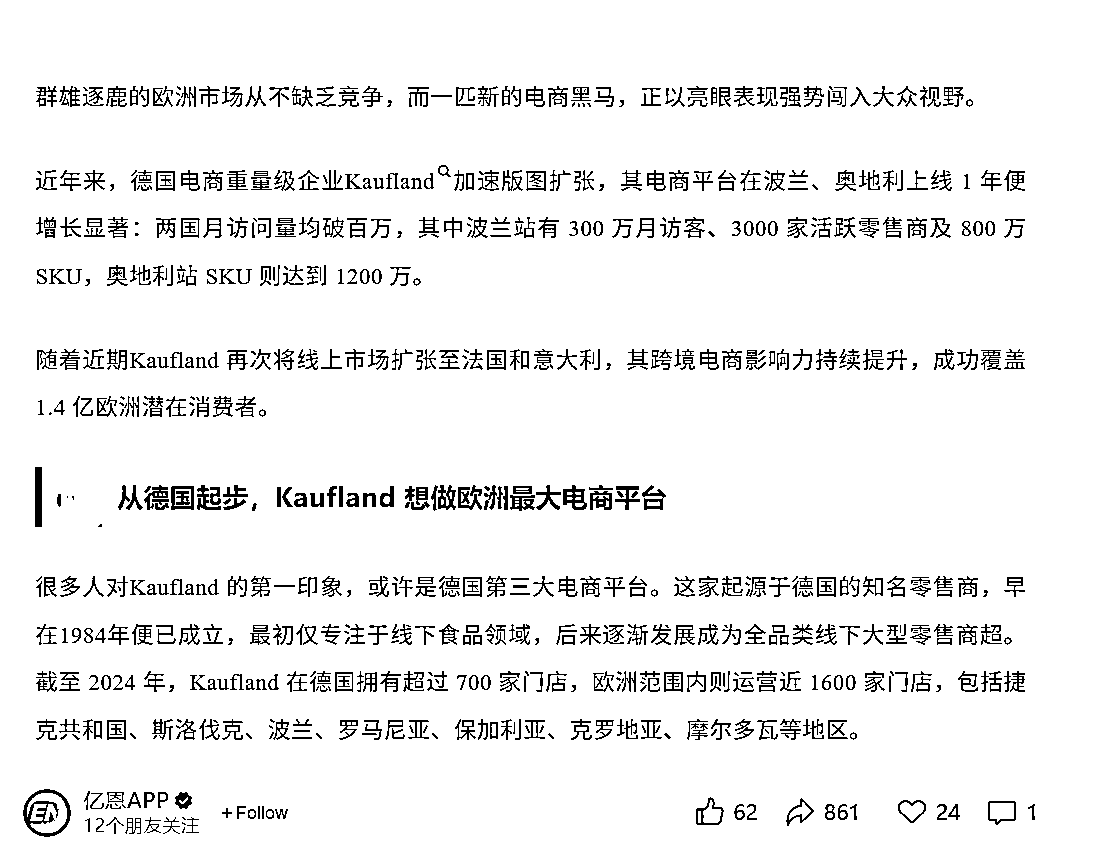 群雄逐鹿的欧洲市场从不缺乏竞争，而一匹新的电商黑马，正以亮眼表现强势闯入大众视野。
近年来，德国电商重量级企业Kaufland加速版图扩张，其电商平台在波兰、奥地利上线 1 年便
增长显著：两国月访问量均破百万，其中波兰站有 300 万月访客、3000 家活跃零售商及 800 万
SKU，奥地利站 SKU 则达到 1200 万。
随着近期Kaufland 再次将线上市场扩张至法国和意大利，其跨境电商影响力持续提升，成功覆盖
1.4 亿欧洲潜在消费者。
从德国起步，Kaufland 想做欧洲最大电商平台
很多人对Kaufland 的第一印象，或许是德国第三大电商平台。这家起源于德国的知名零售商，早
在1984年便已成立，最初仅专注于线下食品领域，后来逐渐发展成为全品类线下大型零售商超。
截至 2024 年，Kaufland 在德国拥有超过 700 家门店，欧洲范围内则运营近 1600 家门店，包括捷
克共和国、斯洛伐克、波兰、罗马尼亚、保加利亚、克罗地亚、摩尔多瓦等地区。
亿恩APP
12个朋友关注
+ Follow
62
861
24
1